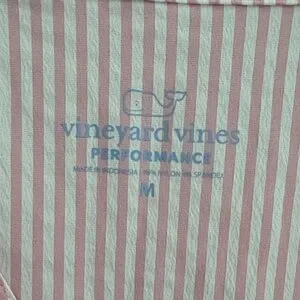 vineyard vines
PERFORMANCE
MADE IN INDONESIA NYLON SPANDEX
M